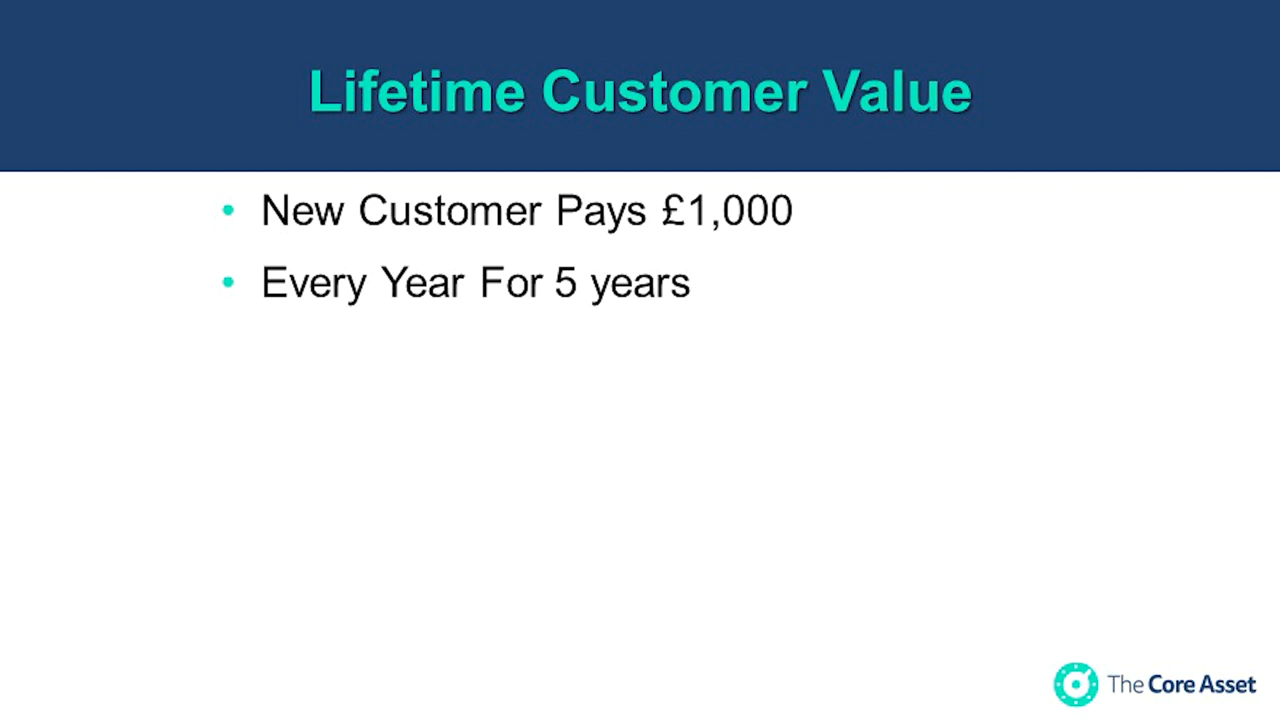 Lifetime Customer Value
• New Customer Pays £1,000
• Every Year For 5 years
The Core Asset